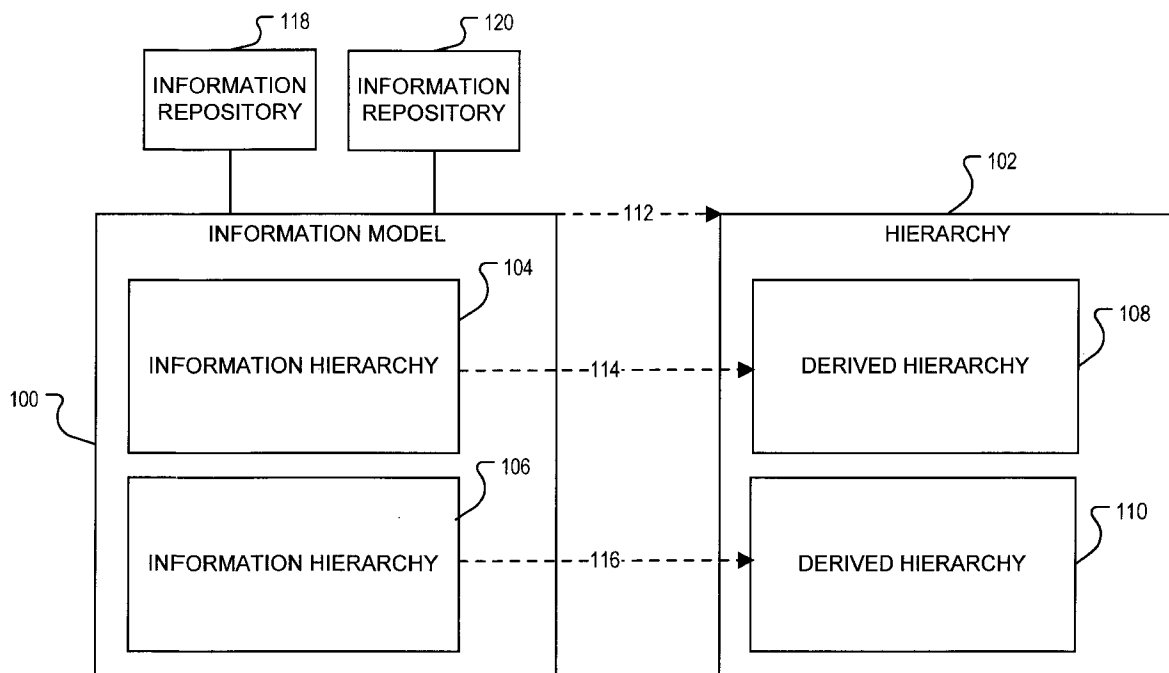 118
120
INFORMATION
REPOSITORY
INFORMATION
REPOSITORY
102
112
INFORMATION MODEL
HIERARCHY
104
108
INFORMATION HIERARCHY
114
DERIVED HIERARCHY
100
106
110
INFORMATION HIERARCHY
116
DERIVED HIERARCHY